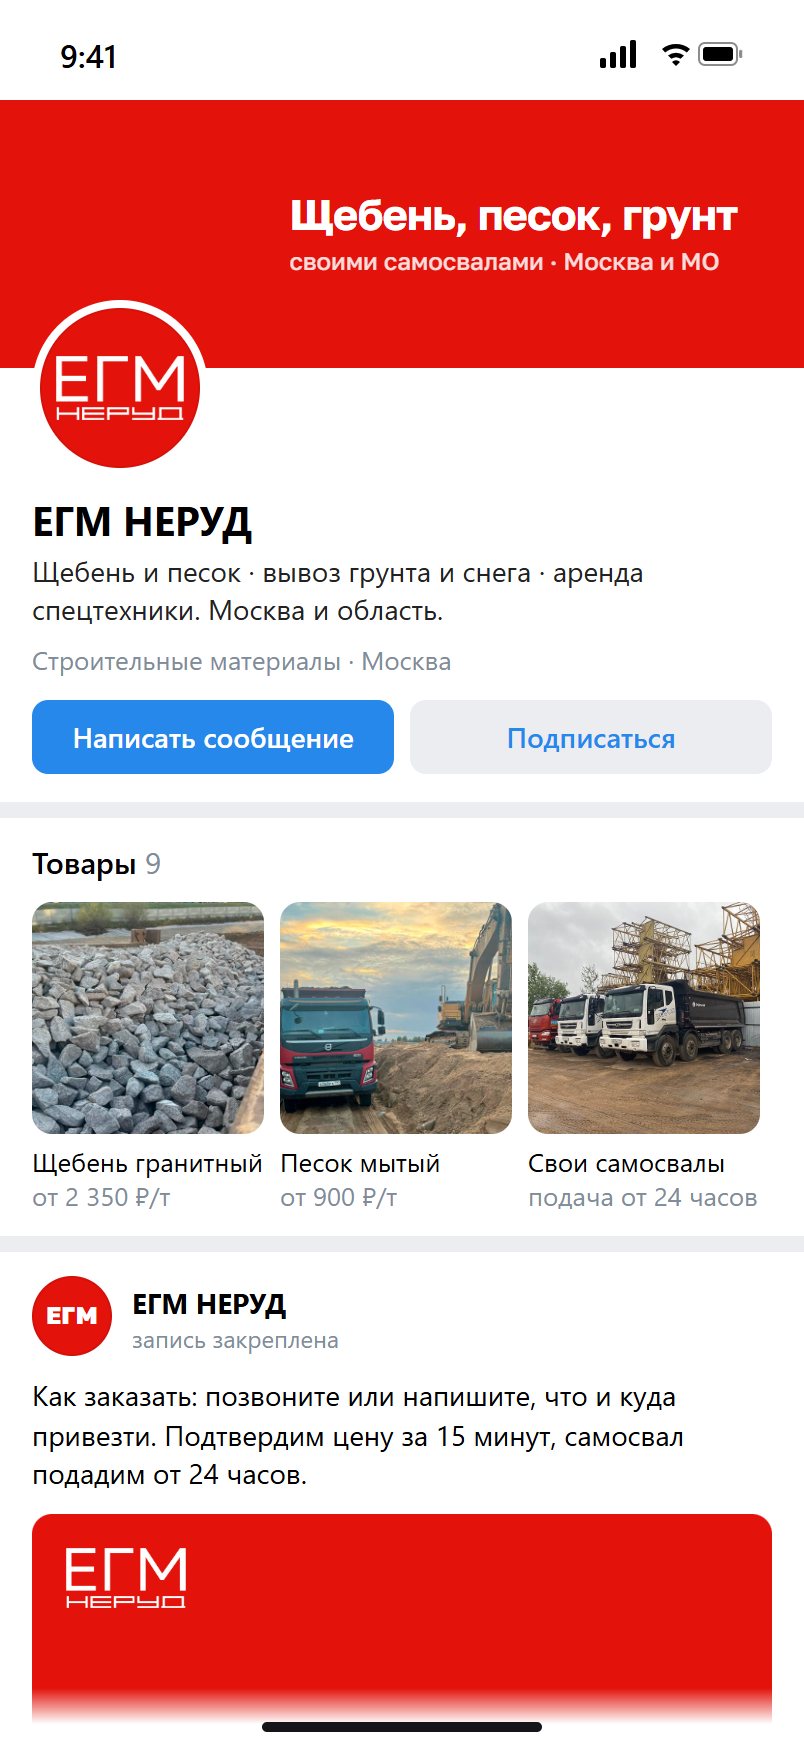 9:41
Щебень, песок, грунт
своими самосвалами · Москва и МО
ЕГМ
НЕРУД
ЕГМ НЕРУД
Щебень и песок · вывоз грунта и снега · аренда
спецтехники. Москва и область.
Строительные материалы · Москва
Написать сообщение
Подписаться
Товары 9
Щебень гранитный
от 2 350 ₽/т
Песок мытый
от 900 ₽/т
Свои самосвалы
подача от 24 часов
ЕГМ
ЕГМ НЕРУД
запись закреплена
Как заказать: позвоните или напишите, что и куда
привезти. Подтвердим цену за 15 минут, самосвал
подадим от 24 часов.
ЕГМ
НЕРУД